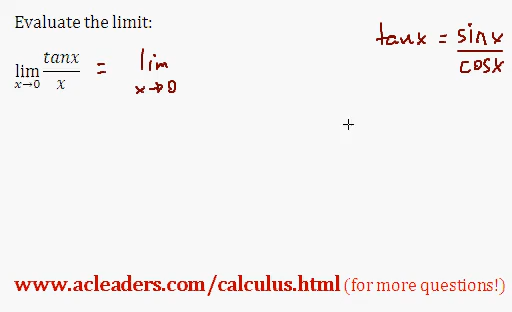 Evaluate the limit:
lim x→0 tanx / x = lim x→0
tanx = sinx / cosx
www.acleaders.com/calculus.html (for more questions!)